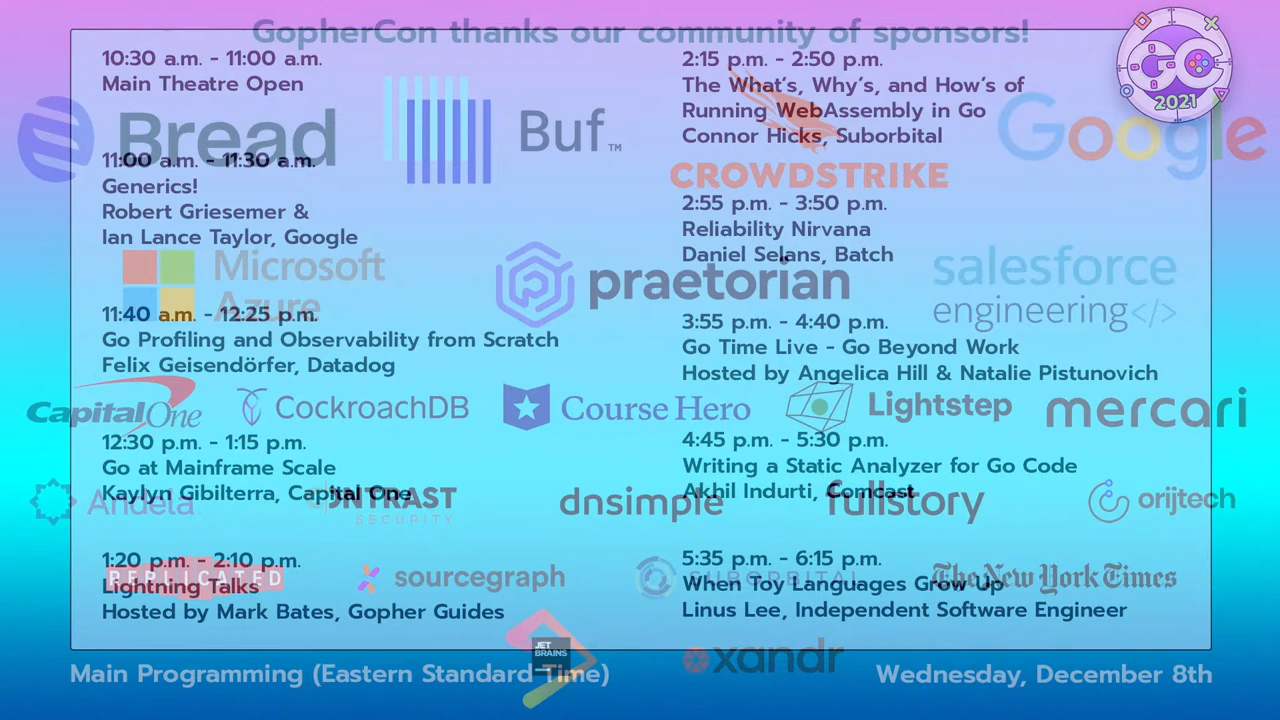 GopherCon thanks our community of sponsors!
10:30 a.m. - 11:00 a.m.
Main Theatre Open
11:00 a.m. - 11:30 a.m.
Generics!
Robert Griesemer &
Ian Lance Taylor, Google
11:40 a.m. - 12:25 p.m.
Go Profiling and Observability from Scratch
Felix Geisendörfer, Datadog
12:30 p.m. - 1:15 p.m.
Go at Mainframe Scale
Kaylyn Gibilterra, Capital One
1:20 p.m. - 2:10 p.m.
Lightning Talks
Hosted by Mark Bates, Gopher Guides
2:15 p.m. - 2:50 p.m.
The What's, Why's, and How's of
Running WebAssembly in Go
Connor Hicks, Suborbital
2:55 p.m. - 3:50 p.m.
Reliability Nirvana
Daniel Selans, Batch
3:55 p.m. - 4:40 p.m.
Go Time Live - Go Beyond Work
Hosted by Angelica Hill & Natalie Pistunovich
4:45 p.m. - 5:30 p.m.
Writing a Static Analyzer for Go Code
Akhil Indurti, Comcast
5:35 p.m. - 6:15 p.m.
When Toy Languages Grow Up
Linus Lee, Independent Software Engineer
GC
2021
Bread
Buf™
CROWDSTRIKE
Google
Microsoft
Azure
praetorian
salesforce
engineering</>
Capital One
CockroachDB
Course Hero
Lightstep
mercari
Andela
CONTRAST
SECURITY
dnsimple
fullstory
orijtech
REPLICATED
sourcegraph
SUBORBITAL
The New York Times
JET
BRAINS
xandr
Main Programming (Eastern Standard Time)
Wednesday, December 8th